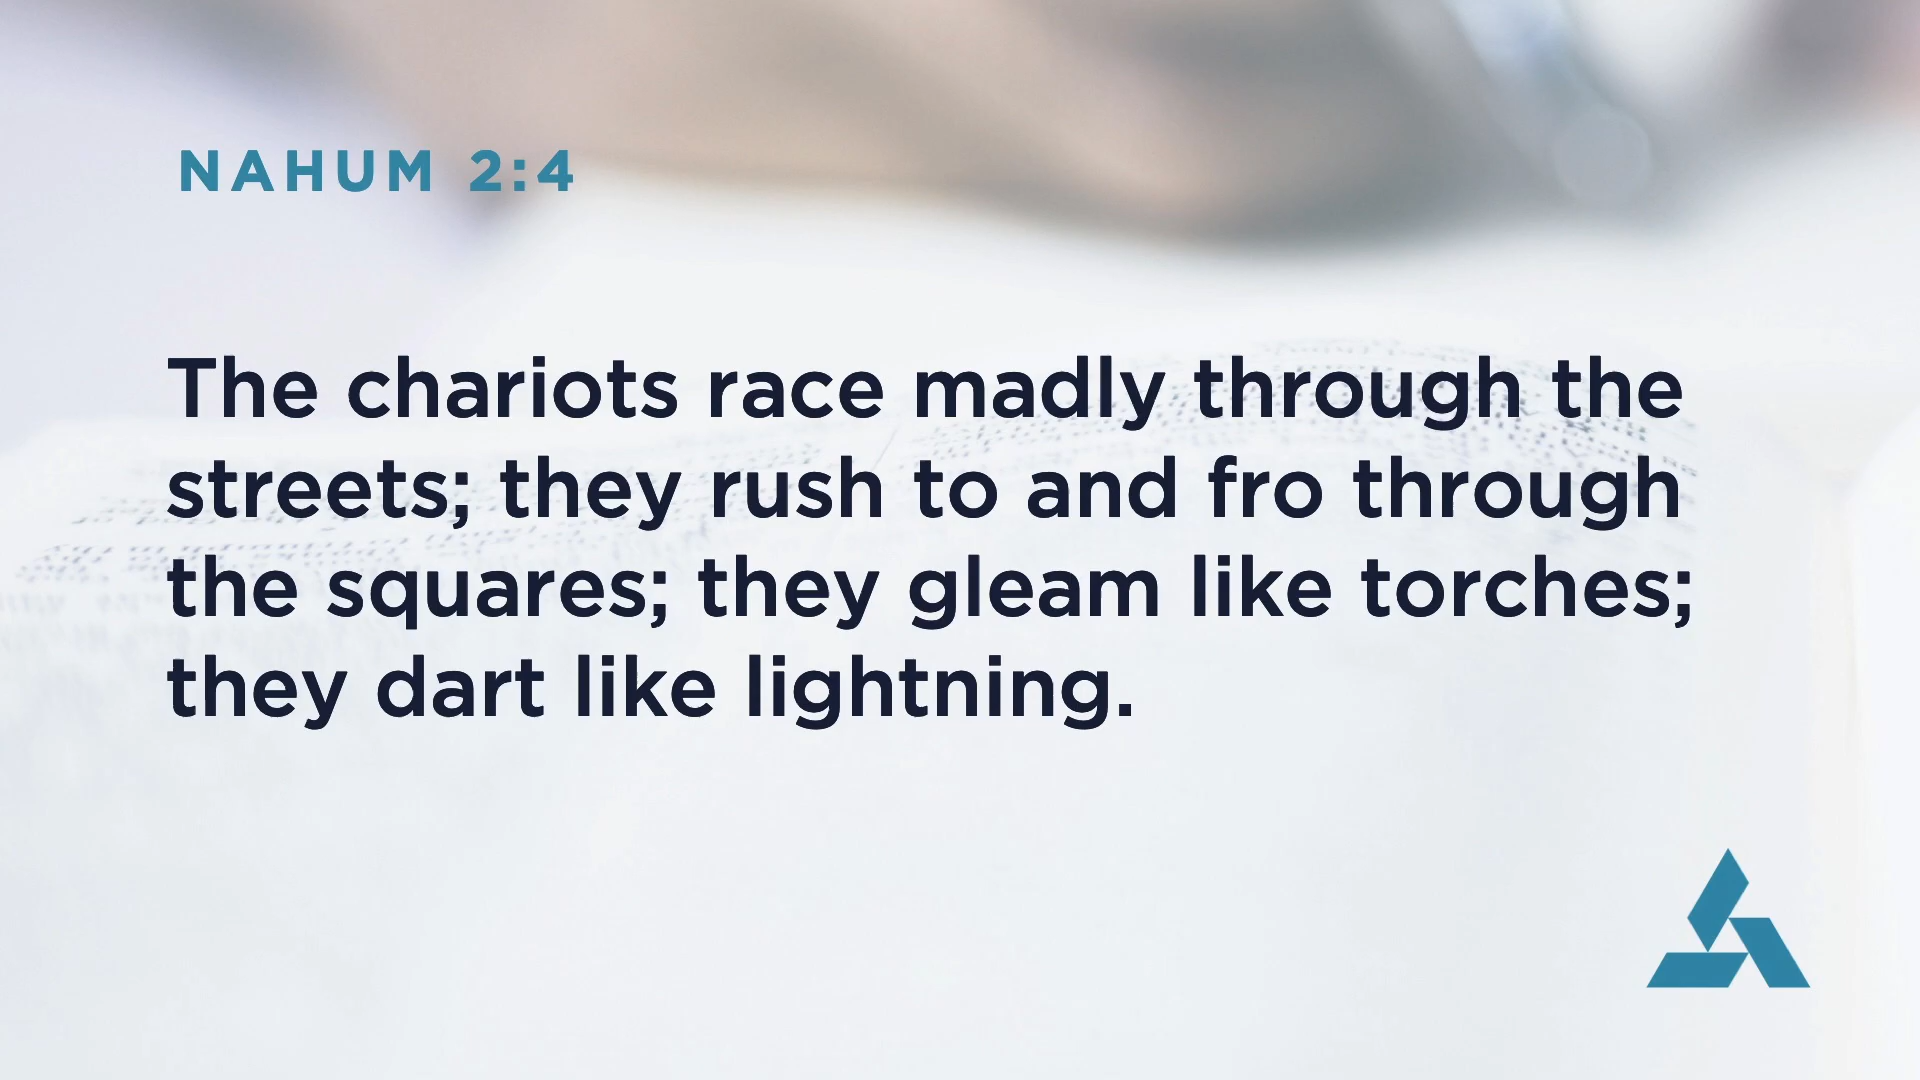 NAHUM 2:4
The chariots race madly through the
streets; they rush to and fro through
the squares; they gleam like torches;
they dart like lightning.